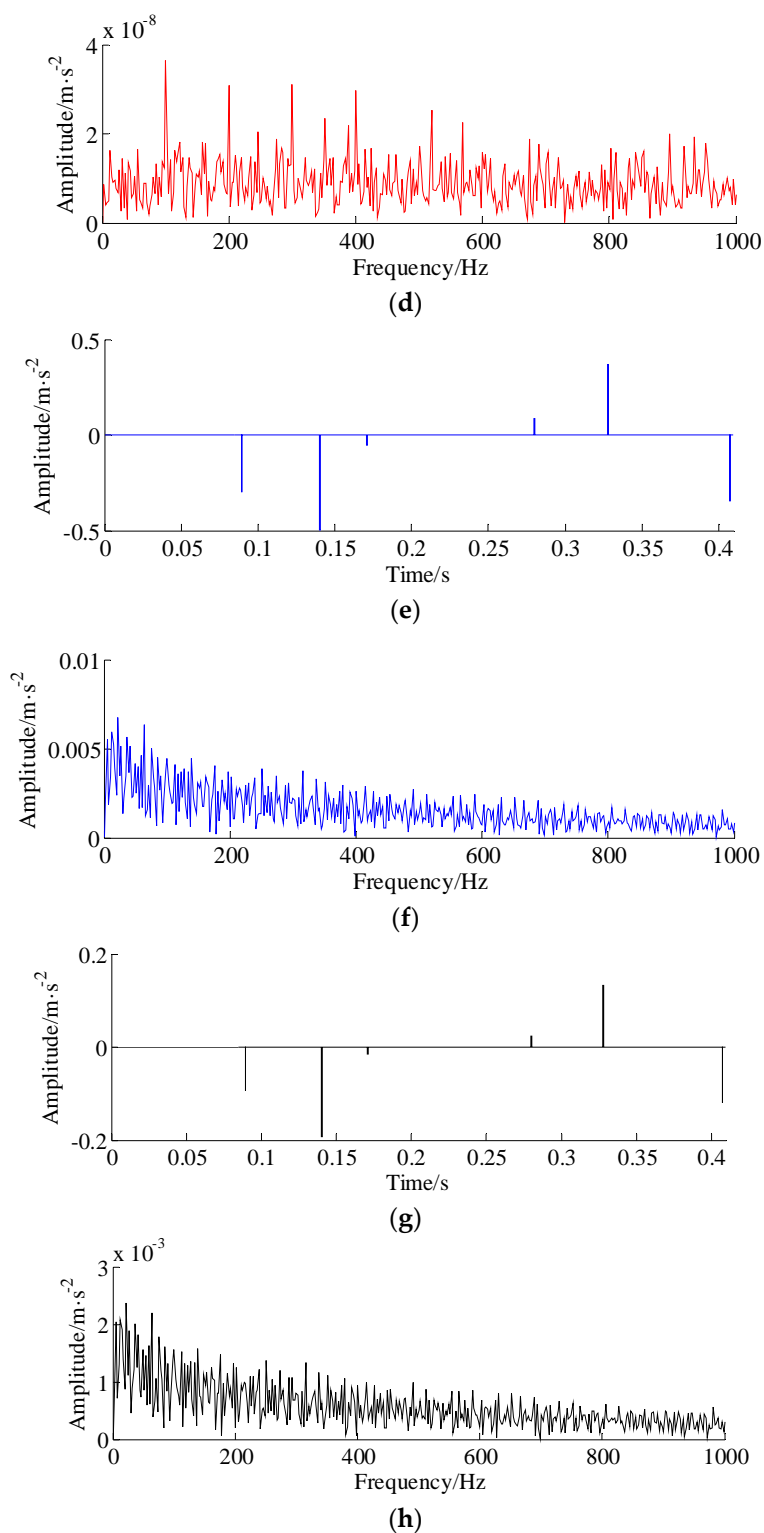 x 10⁻⁸
4
2
0
Amplitude/m·s⁻²
0 200 400 600 800 1000
Frequency/Hz
(d)
0.5
0
-0.5
Amplitude/m·s⁻²
0 0.05 0.1 0.15 0.2 0.25 0.3 0.35 0.4
Time/s
(e)
0.01
0.005
0
Amplitude/m·s⁻²
0 200 400 600 800 1000
Frequency/Hz
(f)
0.2
0
-0.2
Amplitude/m·s⁻²
0 0.05 0.1 0.15 0.2 0.25 0.3 0.35 0.4
Time/s
(g)
x 10⁻³
3
2
1
0
Amplitude/m·s⁻²
0 200 400 600 800 1000
Frequency/Hz
(h)